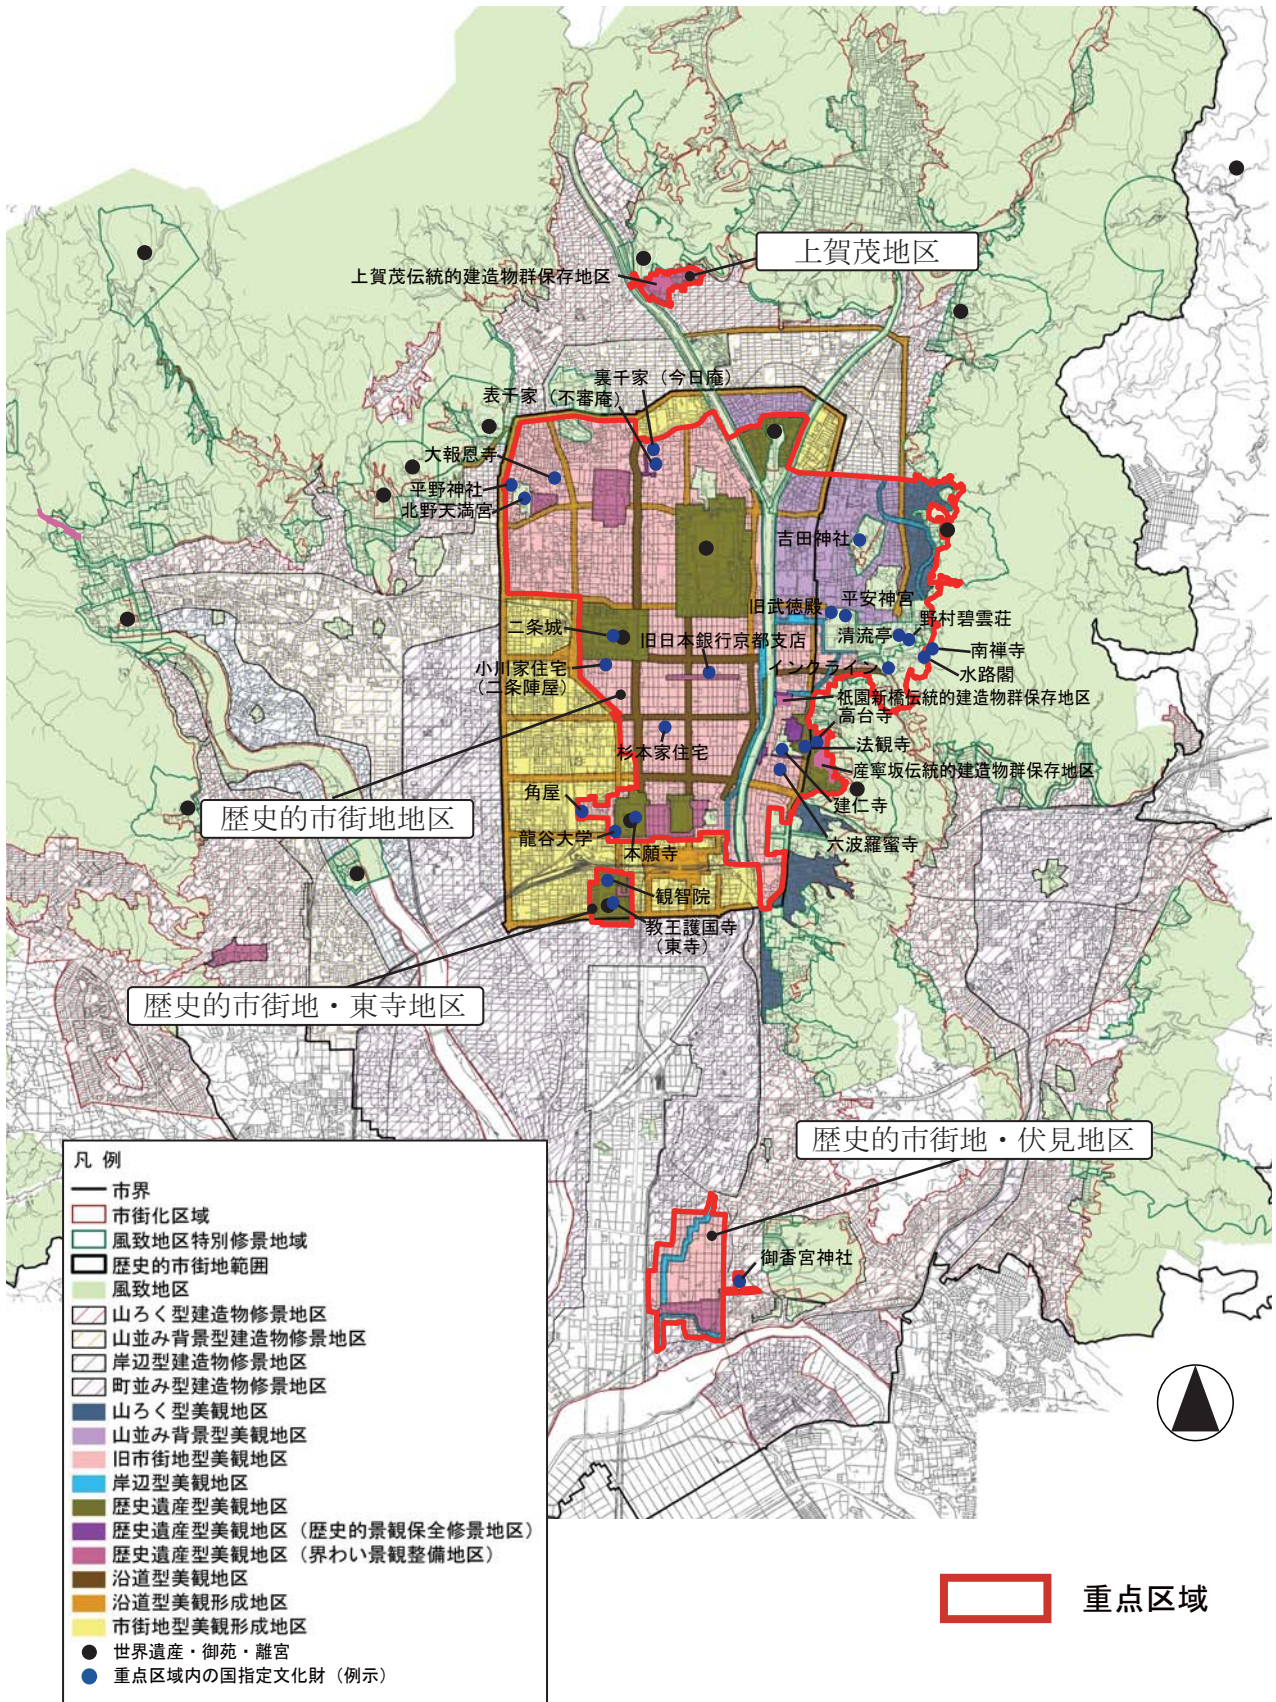 上賀茂地区
上賀茂伝統的建造物群保存地区
裏千家（今日庵）
表千家（不審庵）
大報恩寺
平野神社
北野天満宮
吉田神社
平安神宮
旧武徳殿
野村碧雲荘
清流亭
二条城
旧日本銀行京都支店
南禅寺
小川家住宅
（二条陣屋）
インクライン
水路閣
祇園新橋伝統的建造物群保存地区
高台寺
杉本家住宅
法観寺
産寧坂伝統的建造物群保存地区
角屋
建仁寺
歴史的市街地地区
龍谷大学
本願寺
六波羅蜜寺
観智院
教王護国寺
（東寺）
歴史的市街地・東寺地区
歴史的市街地・伏見地区
御香宮神社
凡 例
市界
市街化区域
風致地区特別修景地域
歴史的市街地範囲
風致地区
山ろく型建造物修景地区
山並み背景型建造物修景地区
岸辺型建造物修景地区
町並み型建造物修景地区
山ろく型美観地区
山並み背景型美観地区
旧市街地型美観地区
岸辺型美観地区
歴史遺産型美観地区
歴史遺産型美観地区（歴史的景観保全修景地区）
歴史遺産型美観地区（界わい景観整備地区）
沿道型美観地区
沿道型美観形成地区
市街地型美観形成地区
世界遺産・御苑・離宮
重点区域内の国指定文化財（例示）
重点区域